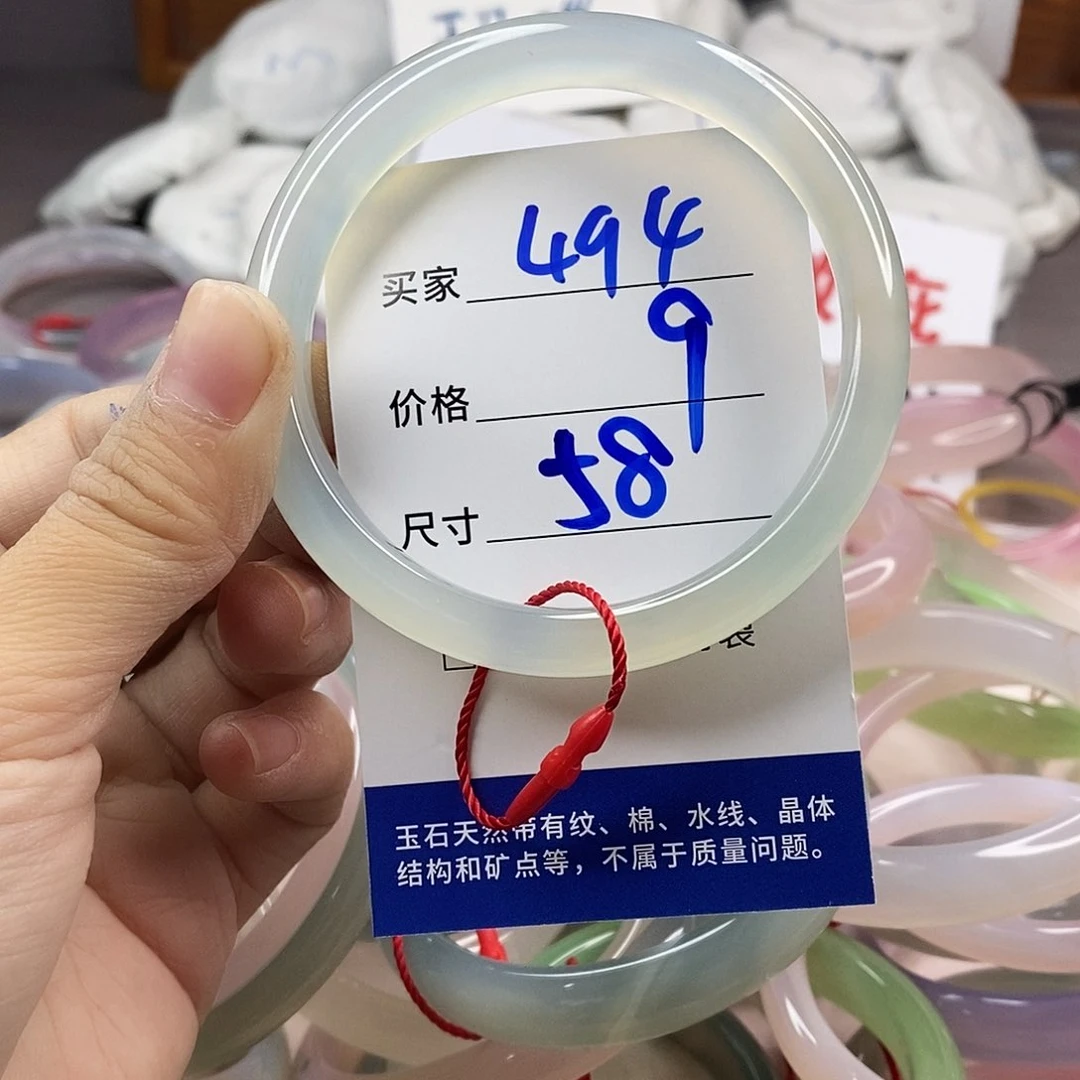 买家 494
价格 9
尺寸 58
装
玉石天然带有纹、棉、水线、晶体
结构和矿点等，不属于质量问题。